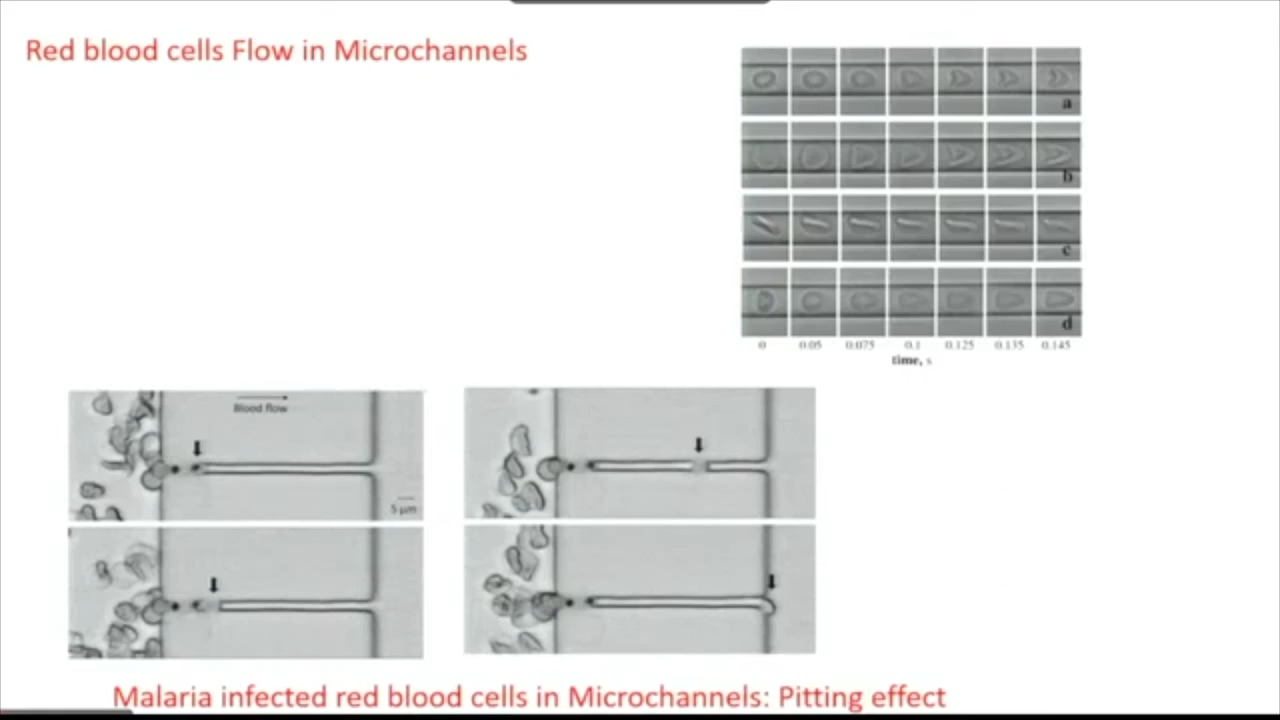 Red blood cells Flow in Microchannels
a
b
c
d
0 0.05 0.075 0.1 0.125 0.135 0.145
time, s
Blood flow
5 µm
Malaria infected red blood cells in Microchannels: Pitting effect